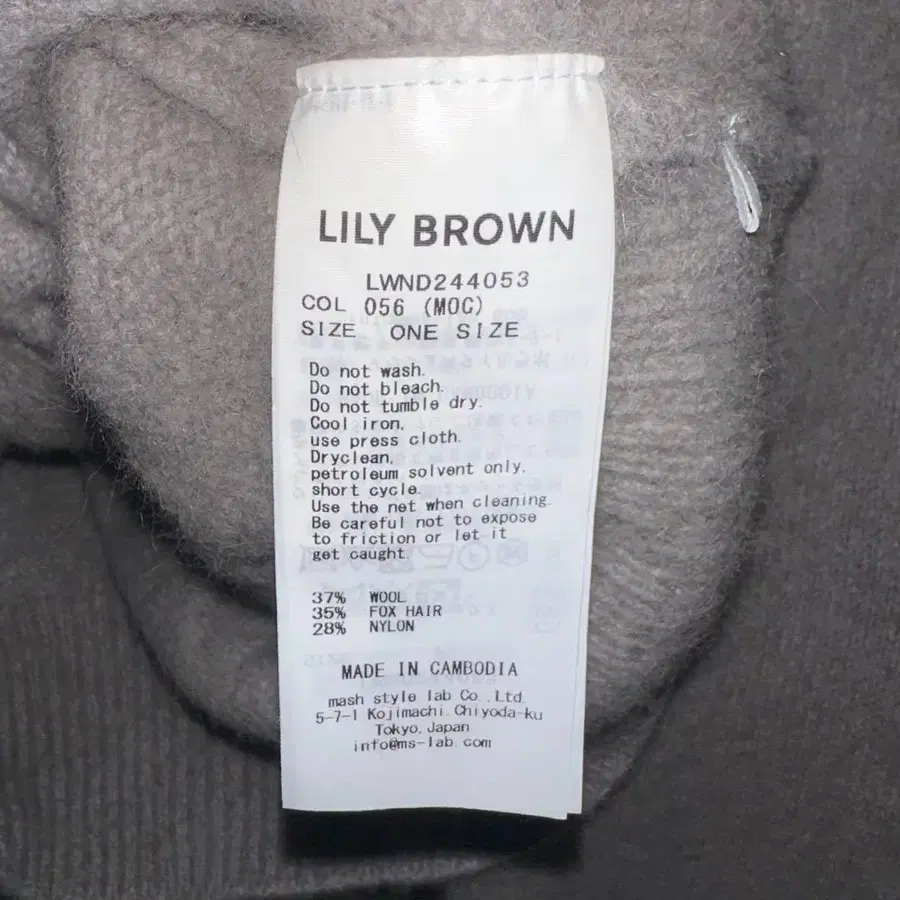 LILY BROWN
LWND244053
COL 056 (MOC)
SIZE ONE SIZE
Do not wash.
Do not bleach.
Do not tumble dry.
Cool iron.
use press cloth.
Dryclean,
petroleum solvent only.
short cycle.
Use the net when cleaning.
Be careful not to expose
to friction or let it
get caught.
37% WOOL
35% FOX HAIR
28% NYLON
MADE IN CAMBODIA
mash style lab Co.,Ltd.
5-7-1 Kojimachi Chiyoda-ku
Tokyo, Japan
info@ms-lab.com